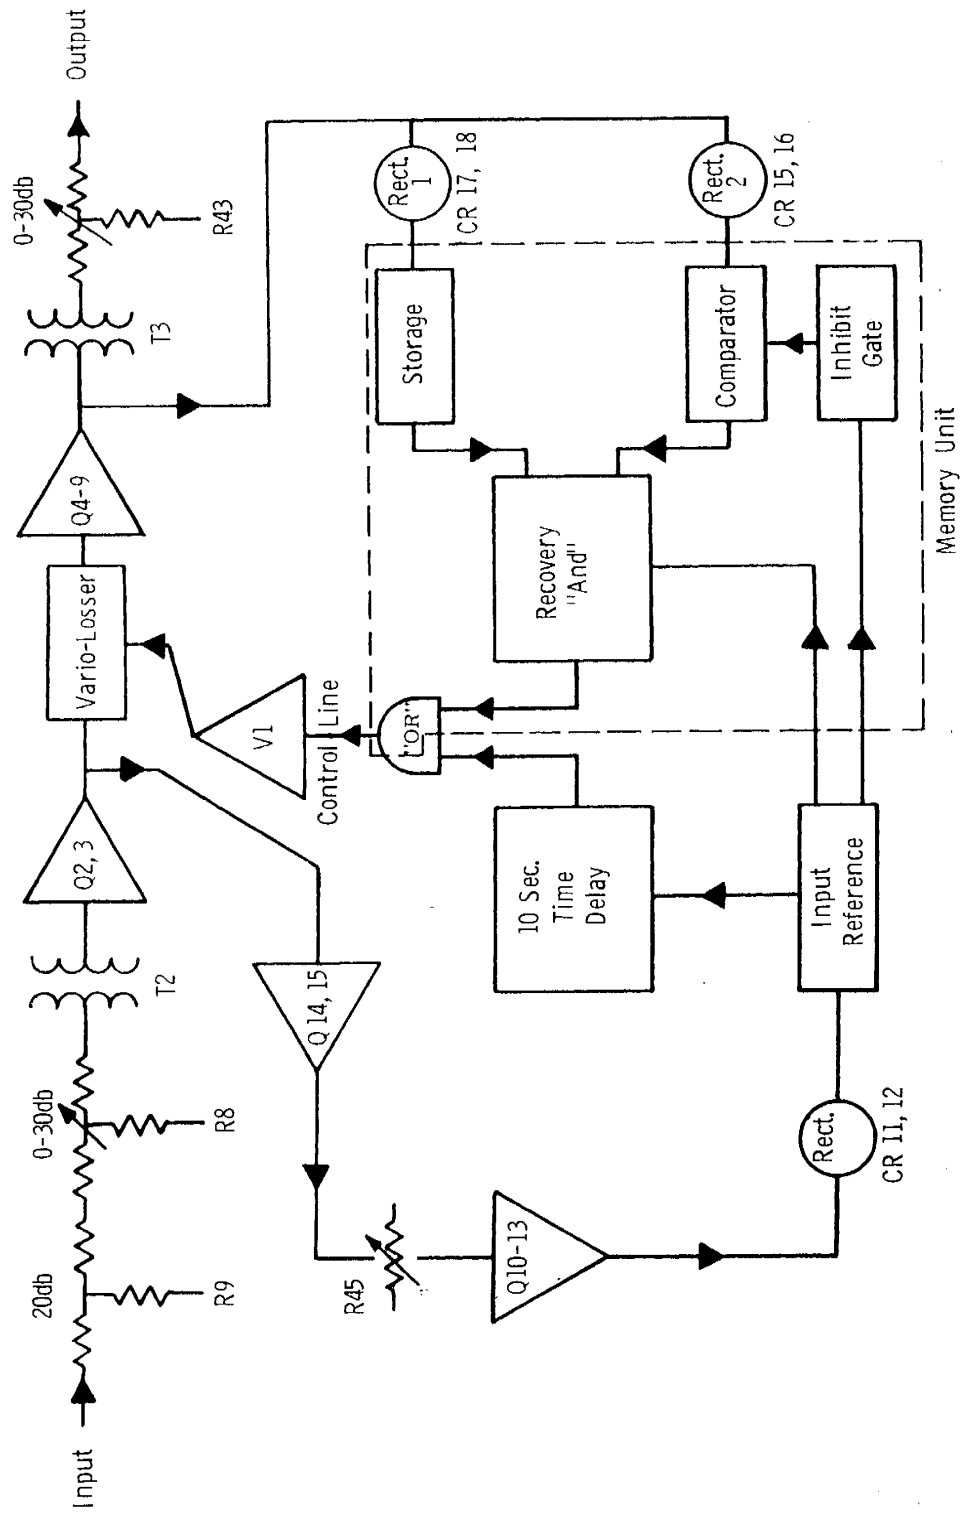 Input
20db
R9
0-30db
R8
T2
Q2, 3
Vario-Losser
Q4-9
T3
0-30db
R43
Output
V1
Control Line
Q14, 15
R45
Q10-13
Rect.
CR 11, 12
Input
Reference
10 Sec.
Time
Delay
"OR"
Recovery
"And"
Storage
Comparator
Inhibit
Gate
Rect.
1
CR 17, 18
Rect.
2
CR 15, 16
Memory Unit